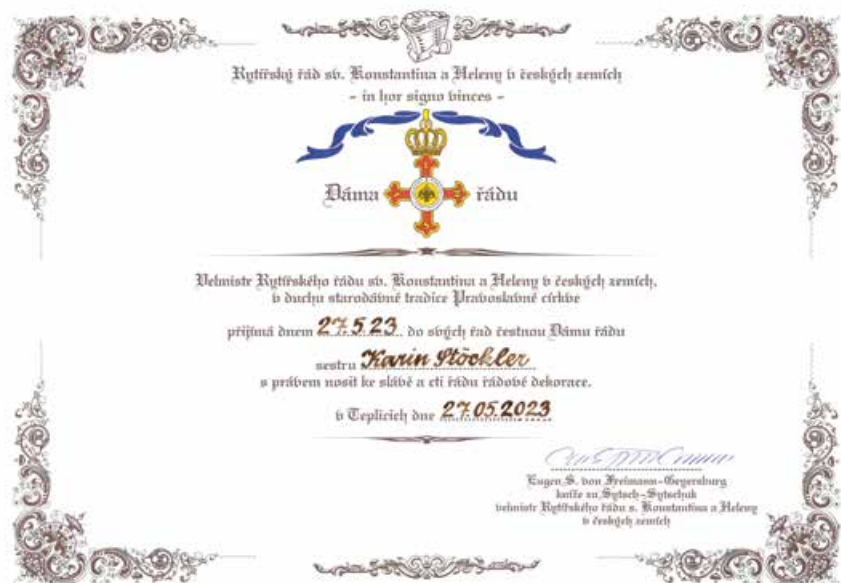 Rytířský řád sv. Konstantina a Heleny v českých zemích
- in hor signo vinces -
Dáma řádu
Velmistr Rytířského řádu sv. Konstantina a Heleny v českých zemích,
v duchu starodávné tradice Pravoslavné církve
přijímá dnem 27.5.23 do svých řad čestnou Dámu řádu
sestru Karin Stöckler
s právem nosit ke slávě a cti řádu řádové dekorace.
v Teplicích dne 27.05.2023
Eugen S. von Freimann-Geyersburg
kníže zu Sytsch-Sytschuk
velmistr Rytířského řádu s. Konstantina a Heleny
v českých zemích